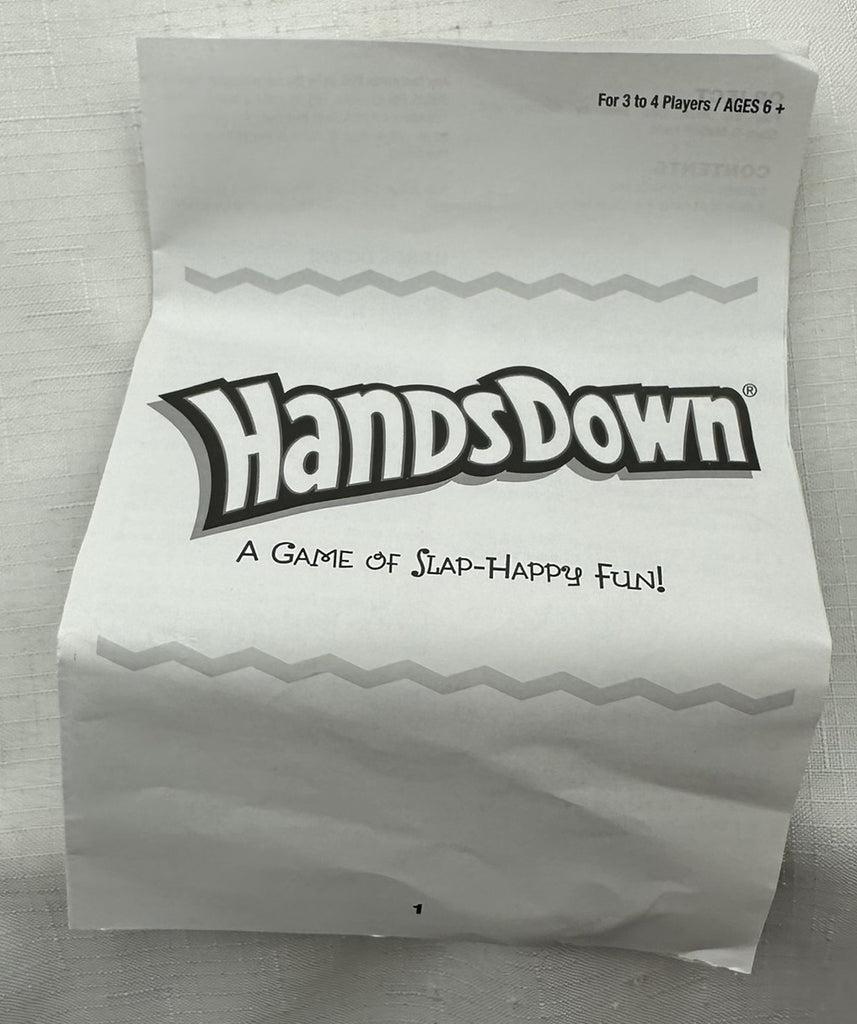 For 3 to 4 Players / AGES 6 +
HandsDown®
A Game of Slap-Happy Fun!
1